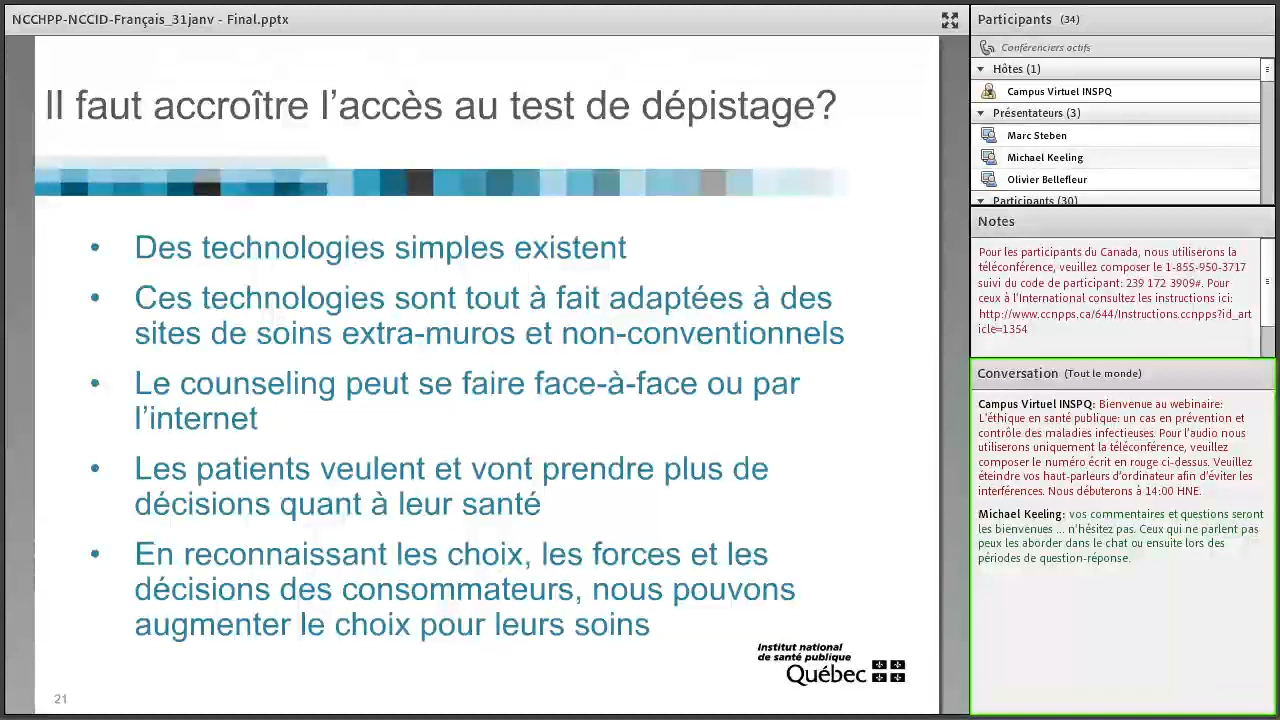 NCCHPP-NCCID-Français_31janv - Final.pptx
Il faut accroître l’accès au test de dépistage?
• Des technologies simples existent
• Ces technologies sont tout à fait adaptées à des
sites de soins extra-muros et non-conventionnels
• Le counseling peut se faire face-à-face ou par
l’internet
• Les patients veulent et vont prendre plus de
décisions quant à leur santé
• En reconnaissant les choix, les forces et les
décisions des consommateurs, nous pouvons
augmenter le choix pour leurs soins
Institut national
de santé publique
Québec
21
Participants (34)
Conférenciers actifs
Hôtes (1)
Campus Virtuel INSPQ
Présentateurs (3)
Marc Steben
Michael Keeling
Olivier Bellefleur
Participants (30)
Notes
Pour les participants du Canada, nous utiliserons la
téléconférence, veuillez composer le 1-855-950-3717
suivi du code de participant: 239 172 3909#. Pour
ceux à l'International consultez les instructions ici:
http://www.ccnpps.ca/644/Instructions.ccnpps?id_art
icle=1354
Conversation (Tout le monde)
Campus Virtuel INSPQ: Bienvenue au webinaire:
L'éthique en santé publique: un cas en prévention et
contrôle des maladies infectieuses. Pour l'audio nous
utiliserons uniquement la téléconférence, veuillez
composer le numéro écrit en rouge ci-dessus. Veuillez
éteindre vos haut-parleurs d'ordinateur afin d'éviter les
interférences. Nous débuterons à 14:00 HNE.
Michael Keeling: vos commentaires et questions seront
les bienvenues ... n'hésitez pas. Ceux qui ne parlent pas
peux les aborder dans le chat ou ensuite lors des
périodes de question-réponse.